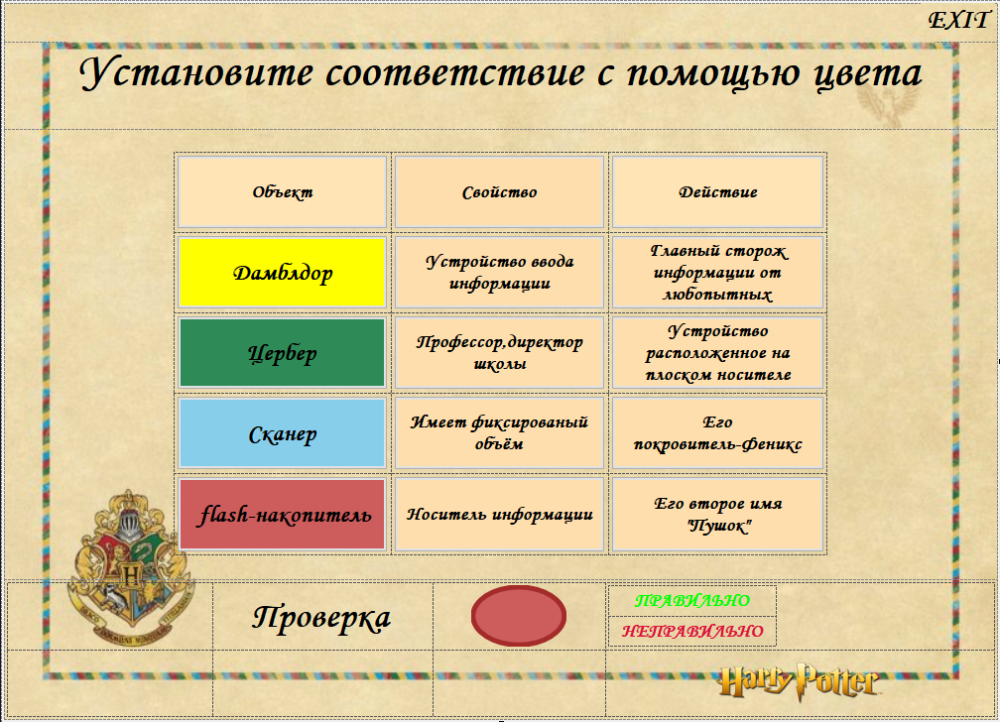 EXIT
Установите соответствие с помощью цвета
Объект
Свойство
Действие
Дамблдор
Устройство ввода
информации
Главный сторож
информации от
любопытных
Цербер
Профессор,директор
школы
Устройство
расположенное на
плоском носителе
Сканер
Имеет фиксированый
объём
Его
покровитель-Феникс
flash-накопитель
Носитель информации
Его второе имя
"Пушок"
H
Проверка
ПРАВИЛЬНО
НЕПРАВИЛЬНО
Harry Potter